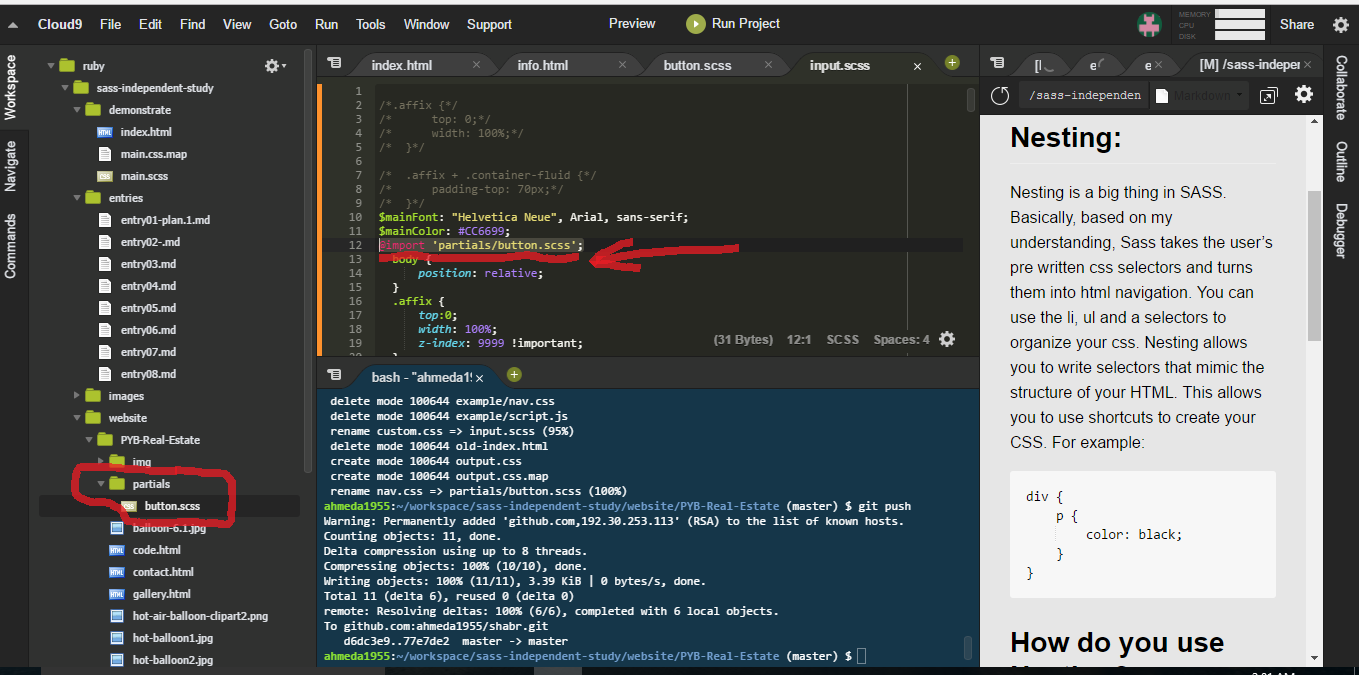 Cloud9 File Edit Find View Goto Run Tools Window Support Preview Run Project MEMORY CPU DISK Share
Workspace
Navigate
Commands
ruby
sass-independent-study
demonstrate
index.html
main.css.map
main.scss
entries
entry01-plan.1.md
entry02-.md
entry03.md
entry04.md
entry05.md
entry06.md
entry07.md
entry08.md
images
website
PYB-Real-Estate
img
partials
button.scss
balloon-6.1.jpg
code.html
contact.html
gallery.html
hot-air-balloon-clipart2.png
hot-balloon1.jpg
hot-balloon2.jpg
index.html info.html button.scss input.scss
1
2 /*.affix {*/
3 /* top: 0;*/
4 /* width: 100%;*/
5 /* }*/
6
7 /* .affix + .container-fluid {*/
8 /* padding-top: 70px;*/
9 /* }*/
10 $mainFont: "Helvetica Neue", Arial, sans-serif;
11 $mainColor: #CC6699;
12 @import 'partials/button.scss';
13 body {
14 position: relative;
15 }
16 .affix {
17 top:0;
18 width: 100%;
19 z-index: 9999 !important;
20 }
(31 Bytes) 12:1 SCSS Spaces: 4
bash - "ahmeda19
delete mode 100644 example/nav.css
delete mode 100644 example/script.js
rename custom.css => input.scss (95%)
delete mode 100644 old-index.html
create mode 100644 output.css
create mode 100644 output.css.map
rename nav.css => partials/button.scss (100%)
ahmeda1955:~/workspace/sass-independent-study/website/PYB-Real-Estate (master) $ git push
Warning: Permanently added 'github.com,192.30.253.113' (RSA) to the list of known hosts.
Counting objects: 11, done.
Delta compression using up to 8 threads.
Compressing objects: 100% (10/10), done.
Writing objects: 100% (11/11), 3.39 KiB | 0 bytes/s, done.
Total 11 (delta 6), reused 0 (delta 0)
remote: Resolving deltas: 100% (6/6), completed with 6 local objects.
To github.com:ahmeda1955/shabr.git
d6dc3e9..77e7de2 master -> master
ahmeda1955:~/workspace/sass-independent-study/website/PYB-Real-Estate (master) $
[M] /sass-indeper
/sass-independen Markdown
Nesting:
Nesting is a big thing in SASS.
Basically, based on my
understanding, Sass takes the user's
pre written css selectors and turns
them into html navigation. You can
use the li, ul and a selectors to
organize your css. Nesting allows
you to write selectors that mimic the
structure of your HTML. This allows
you to use shortcuts to create your
CSS. For example:
div {
p {
color: black;
}
}
How do you use
Collaborate
Outline
Debugger